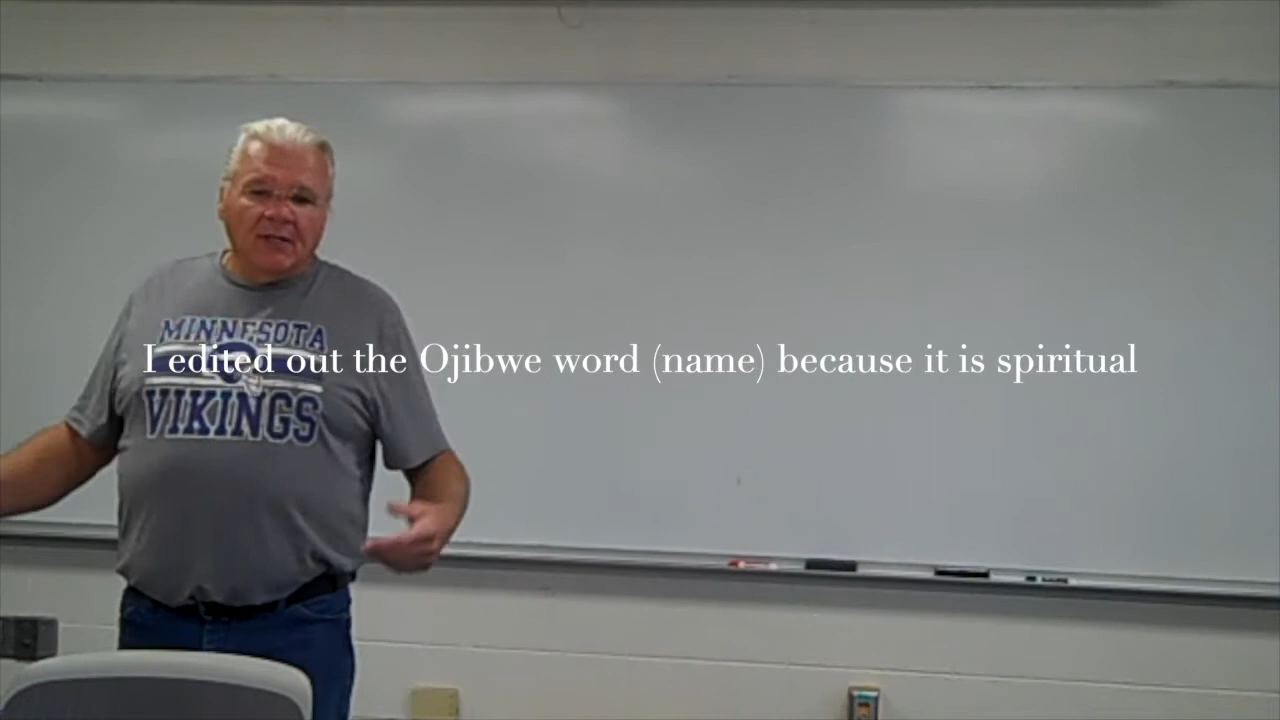 MINNESOTA
I edited out the Ojibwe word (name) because it is spiritual
VIKINGS